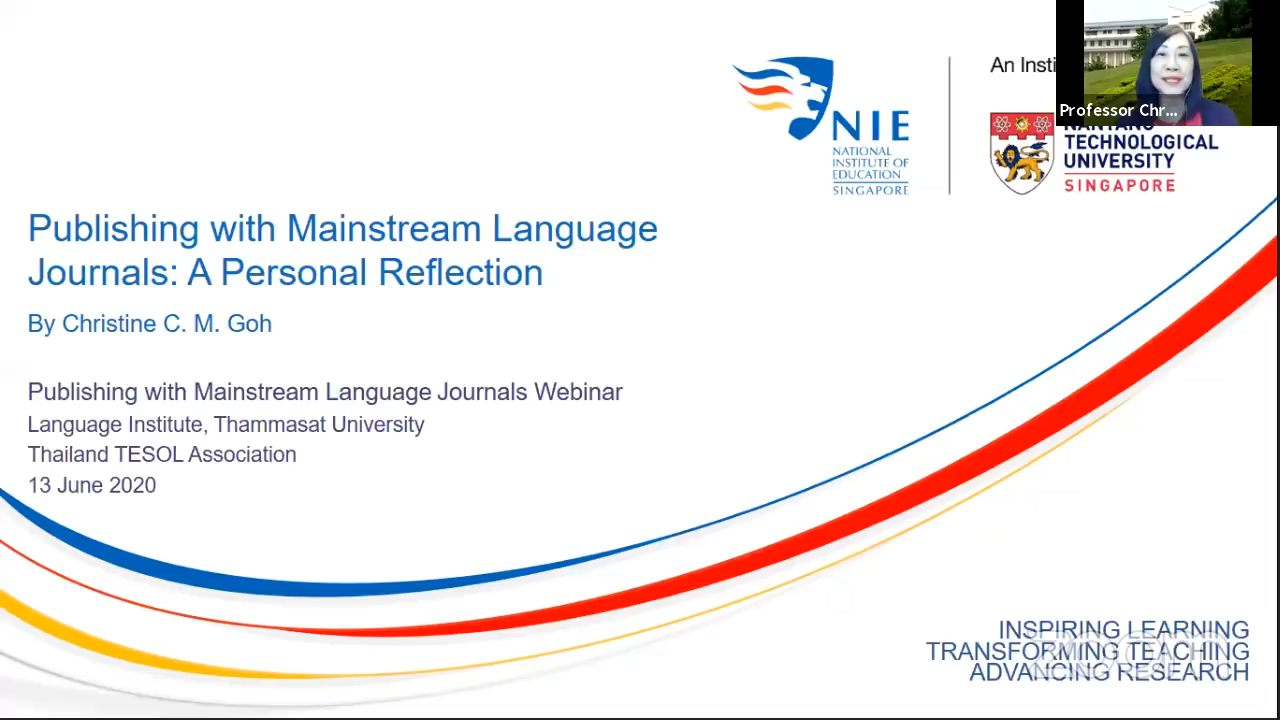 An Insti
Professor Chr...
NIE
NATIONAL
INSTITUTE OF
EDUCATION
SINGAPORE
NANYANG
TECHNOLOGICAL
UNIVERSITY
SINGAPORE
Publishing with Mainstream Language
Journals: A Personal Reflection
By Christine C. M. Goh
Publishing with Mainstream Language Journals Webinar
Language Institute, Thammasat University
Thailand TESOL Association
13 June 2020
INSPIRING LEARNING
TRANSFORMING TEACHING
ADVANCING RESEARCH
zoom